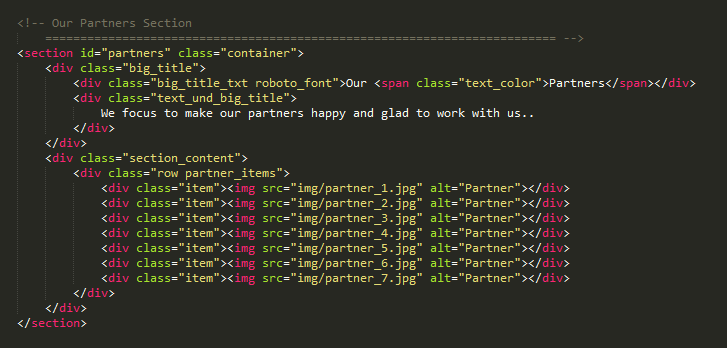 <!-- Our Partners Section
========================================================================= -->
<section id="partners" class="container">
<div class="big_title">
<div class="big_title_txt roboto_font">Our <span class="text_color">Partners</span></div>
<div class="text_und_big_title">
We focus to make our partners happy and glad to work with us..
</div>
</div>
<div class="section_content">
<div class="row partner_items">
<div class="item"><img src="img/partner_1.jpg" alt="Partner"></div>
<div class="item"><img src="img/partner_2.jpg" alt="Partner"></div>
<div class="item"><img src="img/partner_3.jpg" alt="Partner"></div>
<div class="item"><img src="img/partner_4.jpg" alt="Partner"></div>
<div class="item"><img src="img/partner_5.jpg" alt="Partner"></div>
<div class="item"><img src="img/partner_6.jpg" alt="Partner"></div>
<div class="item"><img src="img/partner_7.jpg" alt="Partner"></div>
</div>
</div>
</section>